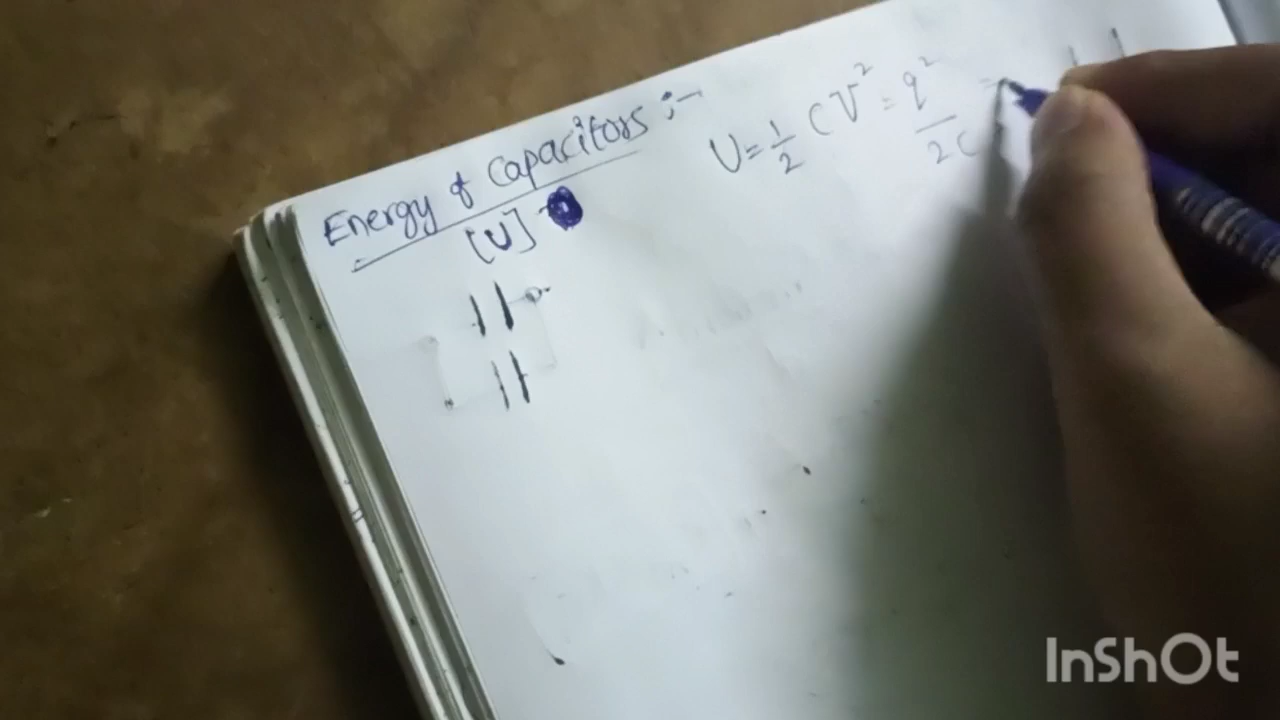 Energy of Capacitors :-
[U]
U = 1/2 CV² = q²/2C =
InShOt